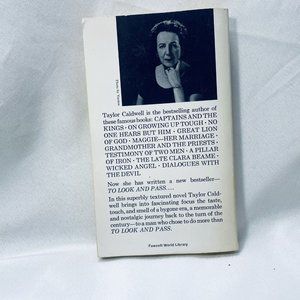 Taylor Caldwell is the bestselling author of
these famous books: CAPTAINS AND THE
KINGS · ON GROWING UP TOUGH · NO
ONE HEARS BUT HIM · GREAT LION
OF GOD · MAGGIE—HER MARRIAGE ·
GRANDMOTHER AND THE PRIESTS ·
TESTIMONY OF TWO MEN · A PILLAR
OF IRON · THE LATE CLARA BEAME ·
WICKED ANGEL · DIALOGUES WITH
THE DEVIL
Now she has written a new bestseller—
TO LOOK AND PASS....
In this superbly textured novel Taylor Cald-
well brings into fascinating focus the taste,
touch, and smell of a bygone era, a memorable
and nostalgic journey back to the turn of the
century—to a man who chose to do more than
TO LOOK AND PASS.
Fawcett World Library